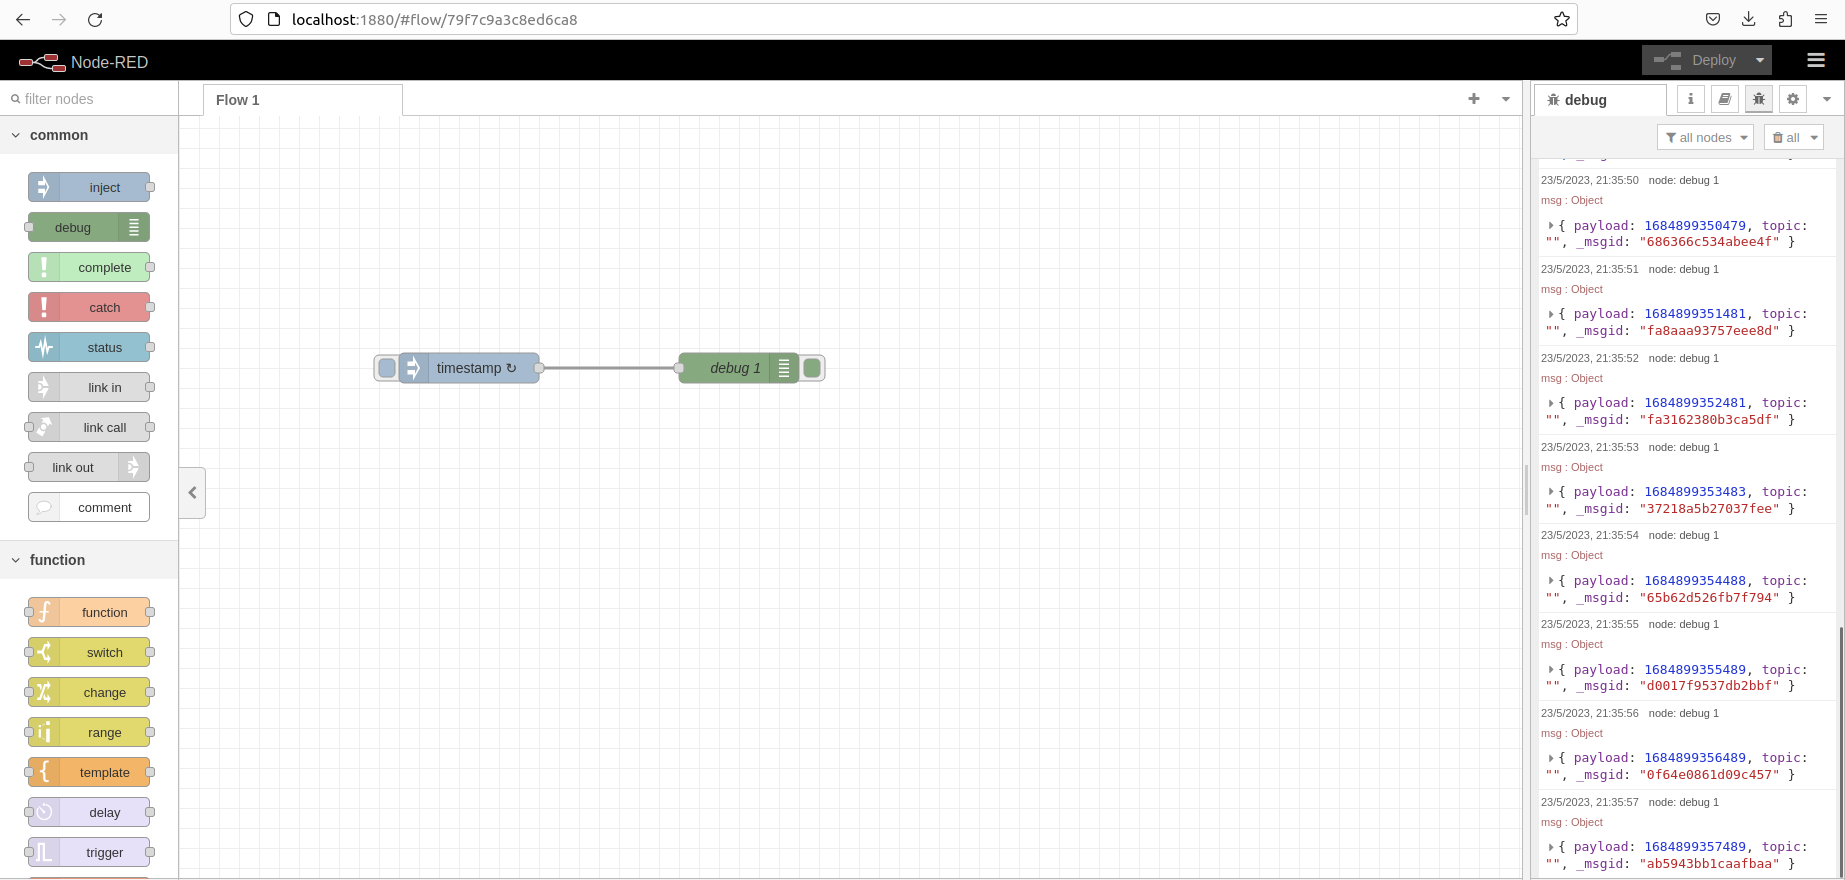 localhost:1880/#flow/79f7c9a3c8ed6ca8
Node-RED
Deploy
filter nodes
common
inject
debug
complete
catch
status
link in
link call
link out
comment
function
function
switch
change
range
template
delay
trigger
Flow 1
timestamp ↻
debug 1
debug
i
all nodes
all
23/5/2023, 21:35:50 node: debug 1
msg : Object
{ payload: 1684899350479, topic:
"", _msgid: "686366c534abee4f" }
23/5/2023, 21:35:51 node: debug 1
msg : Object
{ payload: 1684899351481, topic:
"", _msgid: "fa8aaa93757eee8d" }
23/5/2023, 21:35:52 node: debug 1
msg : Object
{ payload: 1684899352481, topic:
"", _msgid: "fa3162380b3ca5df" }
23/5/2023, 21:35:53 node: debug 1
msg : Object
{ payload: 1684899353483, topic:
"", _msgid: "37218a5b27037fee" }
23/5/2023, 21:35:54 node: debug 1
msg : Object
{ payload: 1684899354488, topic:
"", _msgid: "65b62d526fb7f794" }
23/5/2023, 21:35:55 node: debug 1
msg : Object
{ payload: 1684899355489, topic:
"", _msgid: "d0017f9537db2bbf" }
23/5/2023, 21:35:56 node: debug 1
msg : Object
{ payload: 1684899356489, topic:
"", _msgid: "0f64e0861d09c457" }
23/5/2023, 21:35:57 node: debug 1
msg : Object
{ payload: 1684899357489, topic:
"", _msgid: "ab5943bb1caafbaa" }